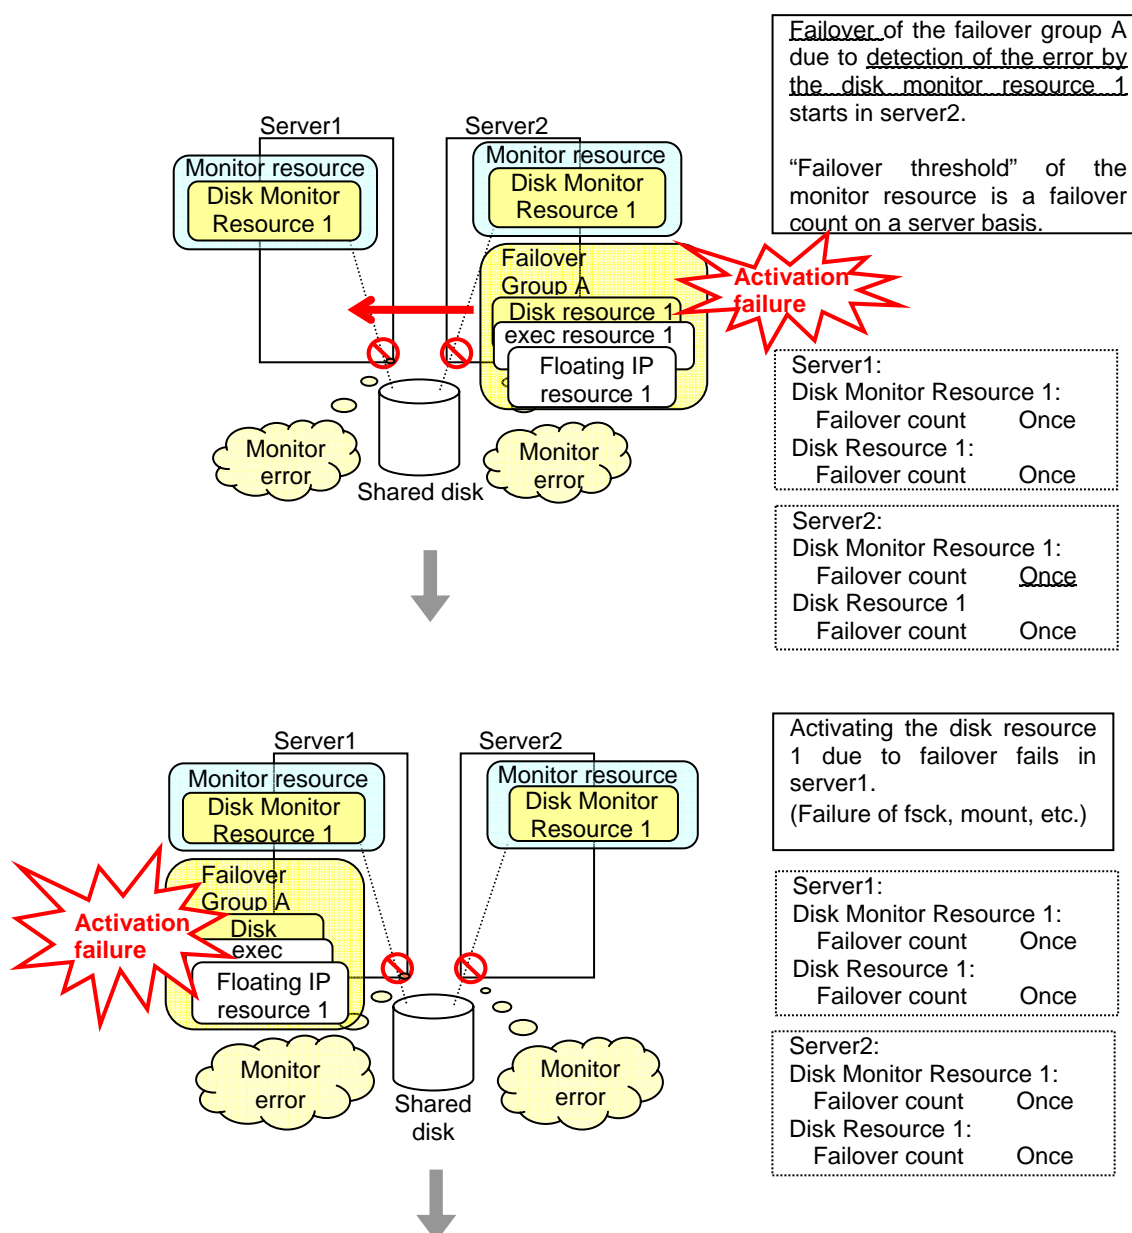 Failover of the failover group A
due to detection of the error by
the disk monitor resource 1
starts in server2.
“Failover threshold” of the
monitor resource is a failover
count on a server basis.
Server1
Server2
Monitor resource
Disk Monitor
Resource 1
Monitor resource
Disk Monitor
Resource 1
Failover
Group A
Disk resource 1
exec resource 1
Floating IP
resource 1
Activation
failure
Monitor
error
Monitor
error
Shared disk
Server1:
Disk Monitor Resource 1:
Failover count Once
Disk Resource 1:
Failover count Once
Server2:
Disk Monitor Resource 1:
Failover count Once
Disk Resource 1
Failover count Once
Server1
Server2
Monitor resource
Disk Monitor
Resource 1
Monitor resource
Disk Monitor
Resource 1
Failover
Group A
Disk
exec
Floating IP
resource 1
Activation
failure
Monitor
error
Monitor
error
Shared
disk
Activating the disk resource
1 due to failover fails in
server1.
(Failure of fsck, mount, etc.)
Server1:
Disk Monitor Resource 1:
Failover count Once
Disk Resource 1:
Failover count Once
Server2:
Disk Monitor Resource 1:
Failover count Once
Disk Resource 1:
Failover count Once